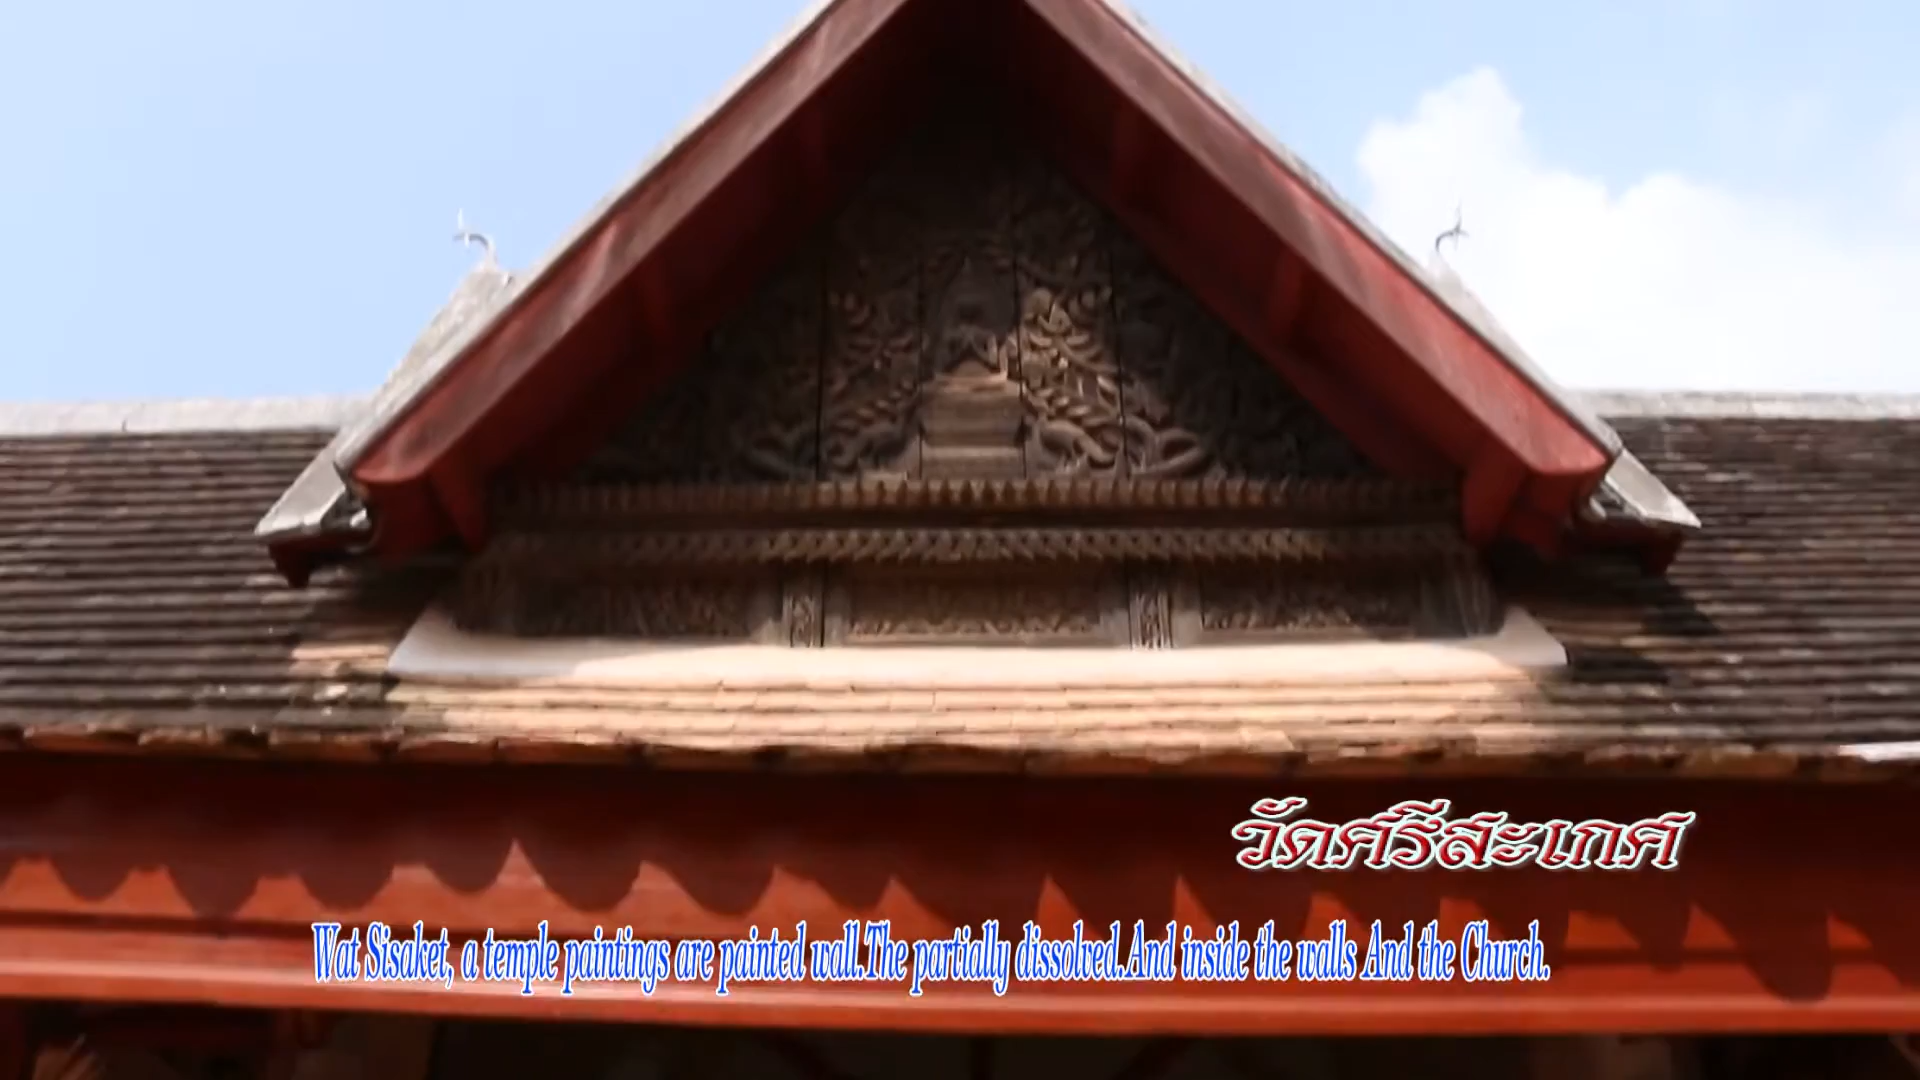 วัดศรีสะเกศ
Wat Sisaket, a temple paintings are painted wall.The partially dissolved.And inside the walls And the Church.